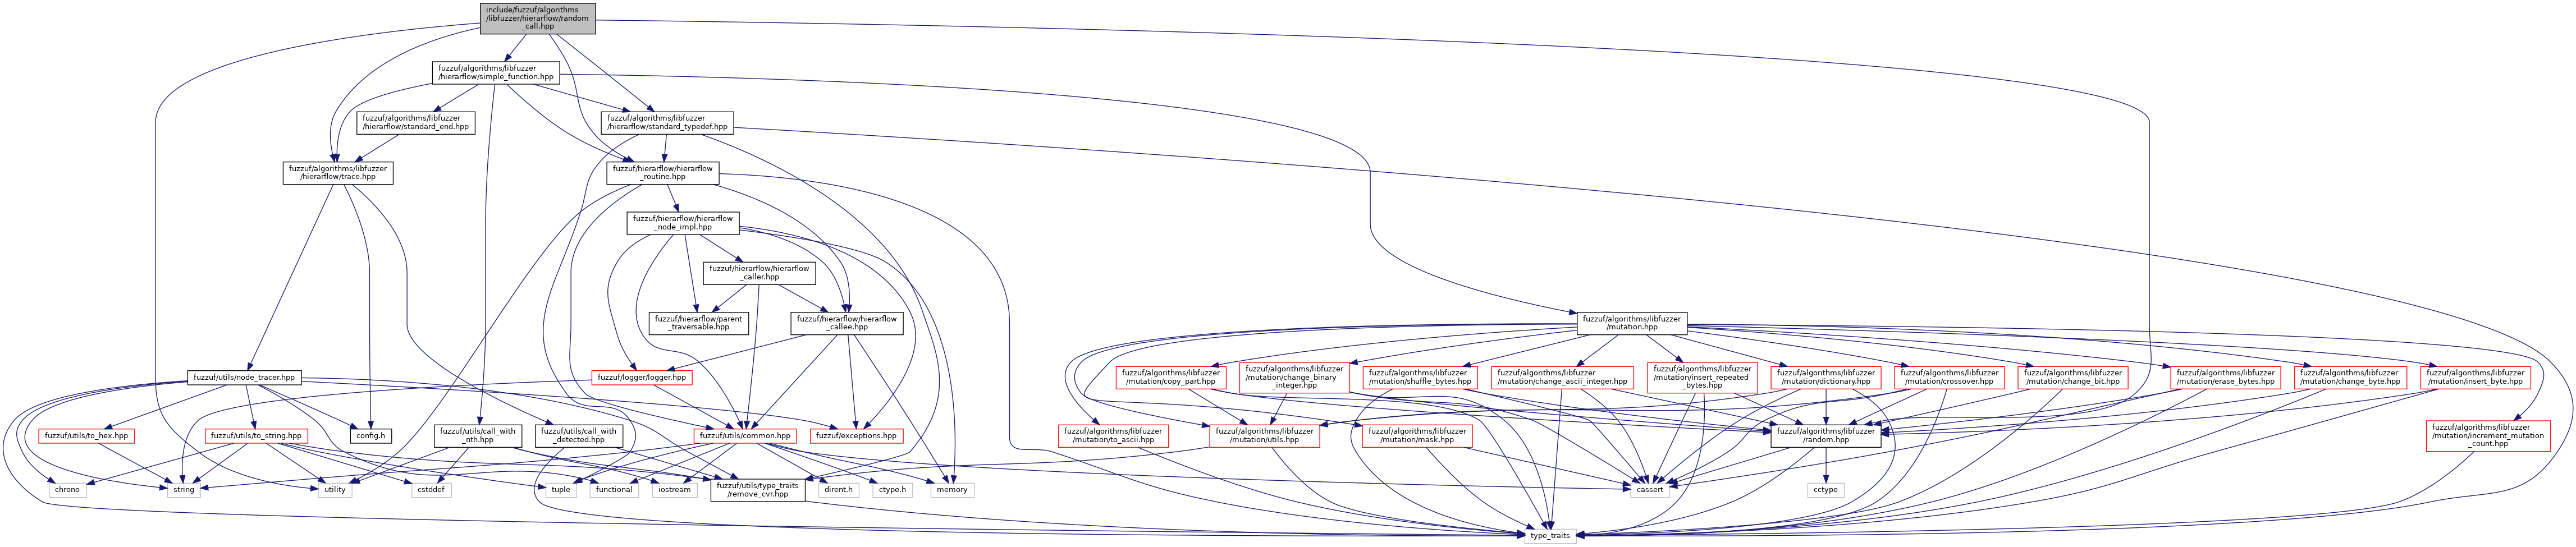 include/fuzzuf/algorithms
/libfuzzer/hierarflow/random
_call.hpp
fuzzuf/algorithms/libfuzzer
/hierarflow/simple_function.hpp
fuzzuf/algorithms/libfuzzer
/hierarflow/standard_end.hpp
fuzzuf/algorithms/libfuzzer
/hierarflow/standard_typedef.hpp
fuzzuf/algorithms/libfuzzer
/hierarflow/trace.hpp
fuzzuf/hierarflow/hierarflow
_routine.hpp
fuzzuf/hierarflow/hierarflow
_node_impl.hpp
fuzzuf/hierarflow/hierarflow
_caller.hpp
fuzzuf/hierarflow/parent
_traversable.hpp
fuzzuf/hierarflow/hierarflow
_callee.hpp
fuzzuf/algorithms/libfuzzer
/mutation.hpp
fuzzuf/utils/node_tracer.hpp
fuzzuf/logger/logger.hpp
fuzzuf/algorithms/libfuzzer
/mutation/copy_part.hpp
fuzzuf/algorithms/libfuzzer
/mutation/change_binary
_integer.hpp
fuzzuf/algorithms/libfuzzer
/mutation/shuffle_bytes.hpp
fuzzuf/algorithms/libfuzzer
/mutation/change_ascii_integer.hpp
fuzzuf/algorithms/libfuzzer
/mutation/insert_repeated
_bytes.hpp
fuzzuf/algorithms/libfuzzer
/mutation/dictionary.hpp
fuzzuf/algorithms/libfuzzer
/mutation/crossover.hpp
fuzzuf/algorithms/libfuzzer
/mutation/change_bit.hpp
fuzzuf/algorithms/libfuzzer
/mutation/erase_bytes.hpp
fuzzuf/algorithms/libfuzzer
/mutation/change_byte.hpp
fuzzuf/algorithms/libfuzzer
/mutation/insert_byte.hpp
fuzzuf/utils/to_hex.hpp
fuzzuf/utils/to_string.hpp
config.h
fuzzuf/utils/call_with
_nth.hpp
fuzzuf/utils/call_with
_detected.hpp
fuzzuf/utils/common.hpp
fuzzuf/exceptions.hpp
fuzzuf/algorithms/libfuzzer
/mutation/to_ascii.hpp
fuzzuf/algorithms/libfuzzer
/mutation/utils.hpp
fuzzuf/algorithms/libfuzzer
/mutation/mask.hpp
fuzzuf/algorithms/libfuzzer
/random.hpp
fuzzuf/algorithms/libfuzzer
/mutation/increment_mutation
_count.hpp
chrono
string
utility
cstddef
tuple
functional
iostream
fuzzuf/utils/type_traits
/remove_cvr.hpp
dirent.h
ctype.h
memory
cassert
cctype
type_traits